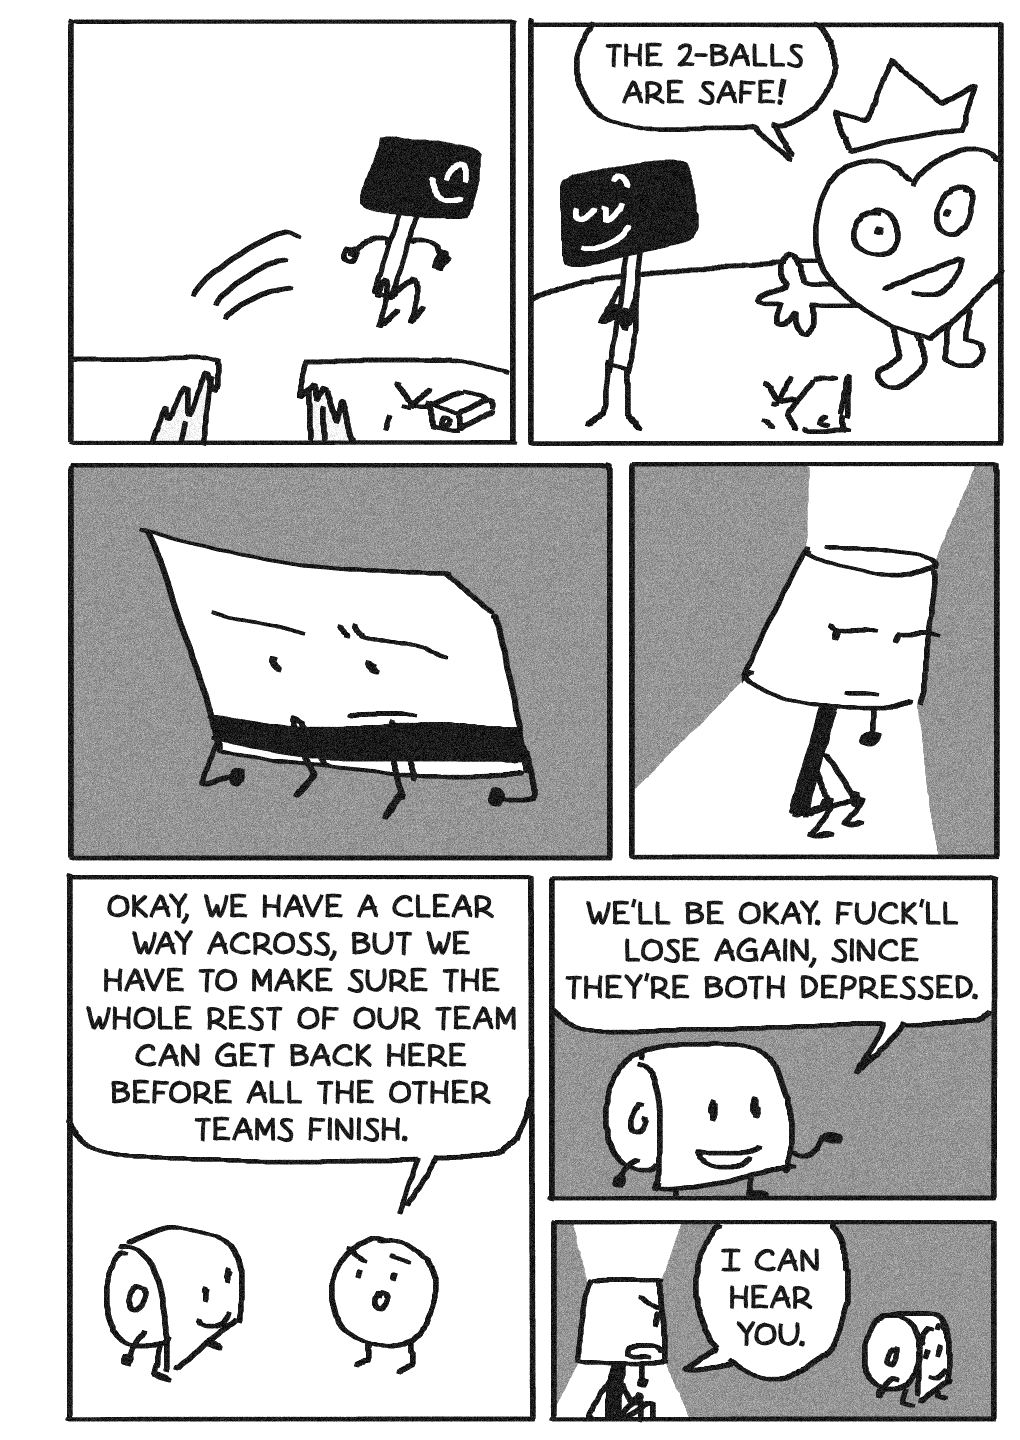 THE 2-BALLS
ARE SAFE!
OKAY, WE HAVE A CLEAR
WAY ACROSS, BUT WE
HAVE TO MAKE SURE THE
WHOLE REST OF OUR TEAM
CAN GET BACK HERE
BEFORE ALL THE OTHER
TEAMS FINISH.
WE'LL BE OKAY. FUCK'LL
LOSE AGAIN, SINCE
THEY'RE BOTH DEPRESSED.
I CAN
HEAR
YOU.